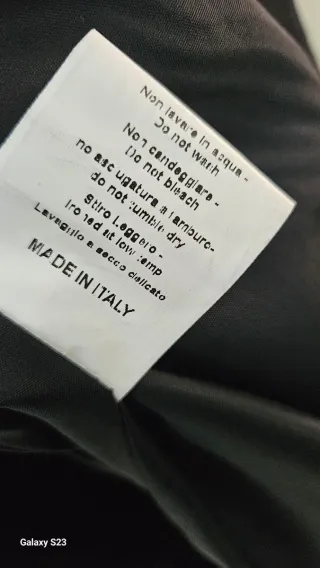 Non lavare in acqua -
Do not wash
Non candeggiare -
Do not bleach
no asciugatura a tamburo-
do not tumble dry
Stiro Leggero -
Ironed at low temp
Lavaggio a secco delicato
MADE IN ITALY
Galaxy S23